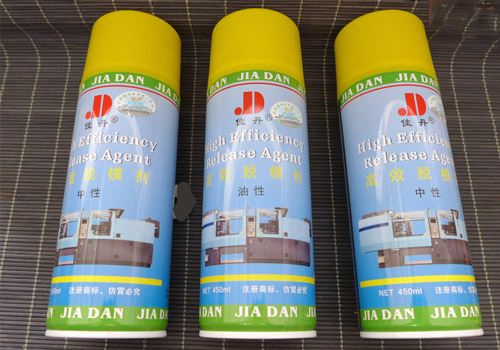 JIA DAN
佳丹®
High Efficiency
Release Agent
高效脱模剂
中性
NET 450ml 注册商标、仿冒必究
JIA DAN
JIA DAN
佳丹®
High Efficiency
Release Agent
高效脱模剂
油性
NET 450ml 注册商标、仿冒必究
JIA DAN
JIA DAN
佳丹®
High Efficiency
Release Agent
高效脱模
中性
NET 450ml 注册商标、仿冒必究
JIA DAN